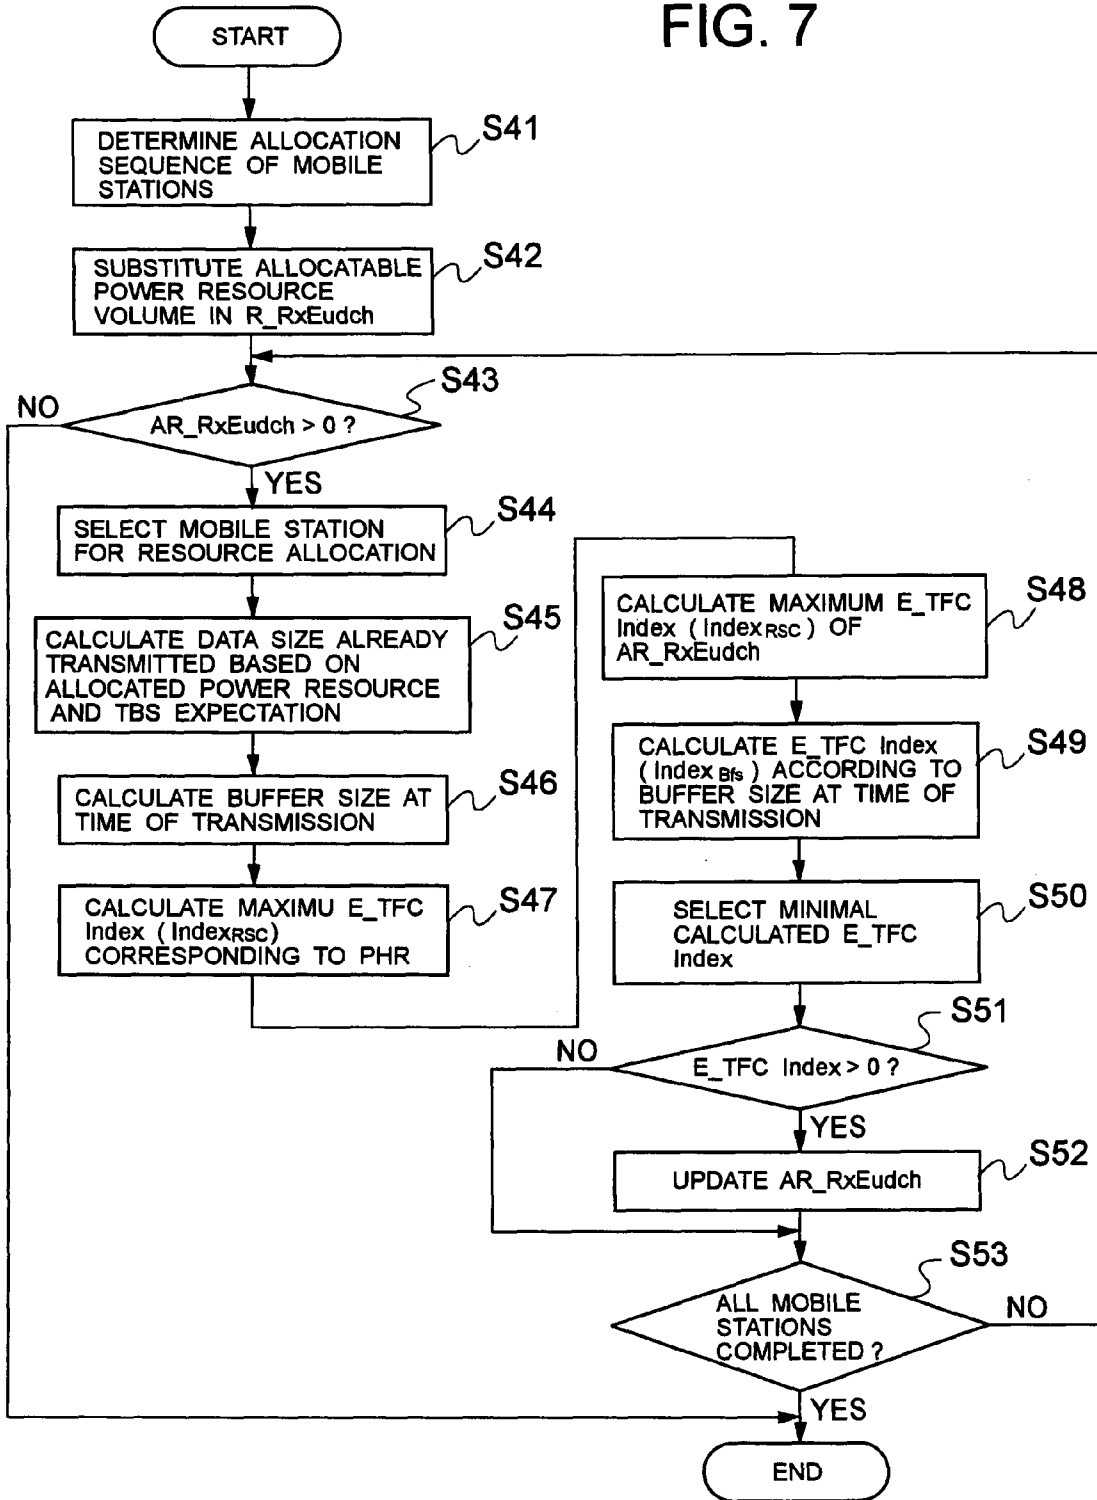 FIG. 7
START
DETERMINE ALLOCATION
SEQUENCE OF MOBILE
STATIONS
S41
SUBSTITUTE ALLOCATABLE
POWER RESOURCE
VOLUME IN R_RxEudch
S42
AR_RxEudch > 0 ?
S43
NO
YES
SELECT MOBILE STATION
FOR RESOURCE ALLOCATION
S44
CALCULATE DATA SIZE ALREADY
TRANSMITTED BASED ON
ALLOCATED POWER RESOURCE
AND TBS EXPECTATION
S45
CALCULATE BUFFER SIZE AT
TIME OF TRANSMISSION
S46
CALCULATE MAXIMU E_TFC
Index (IndexRSC)
CORRESPONDING TO PHR
S47
CALCULATE MAXIMUM E_TFC
Index (IndexRSC) OF
AR_RxEudch
S48
CALCULATE E_TFC Index
(Index Bfs) ACCORDING TO
BUFFER SIZE AT TIME OF
TRANSMISSION
S49
SELECT MINIMAL
CALCULATED E_TFC
Index
S50
E_TFC Index > 0 ?
S51
NO
YES
UPDATE AR_RxEudch
S52
ALL MOBILE
STATIONS
COMPLETED ?
S53
NO
YES
END